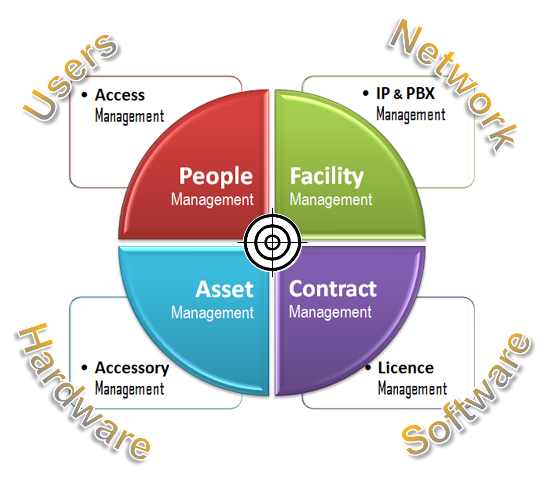 Users
Network
• Access
Management
• IP & PBX
Management
People
Management
Facility
Management
Asset
Management
Contract
Management
• Accessory
Management
• Licence
Management
Hardware
Software